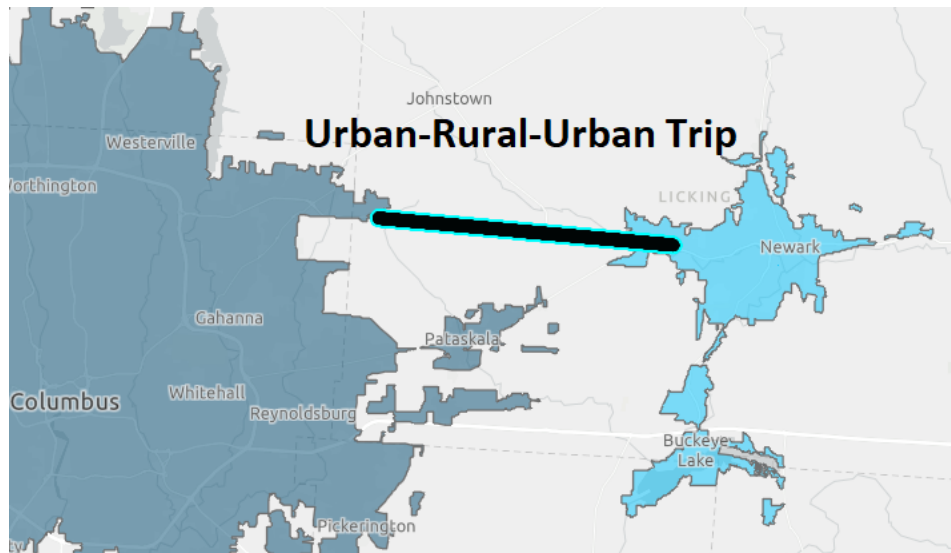 Johnstown
Urban-Rural-Urban Trip
Westerville
Worthington
LICKING
Newark
Gahanna
Pataskala
Columbus
Whitehall
Reynoldsburg
Buckeye
Lake
Pickerington